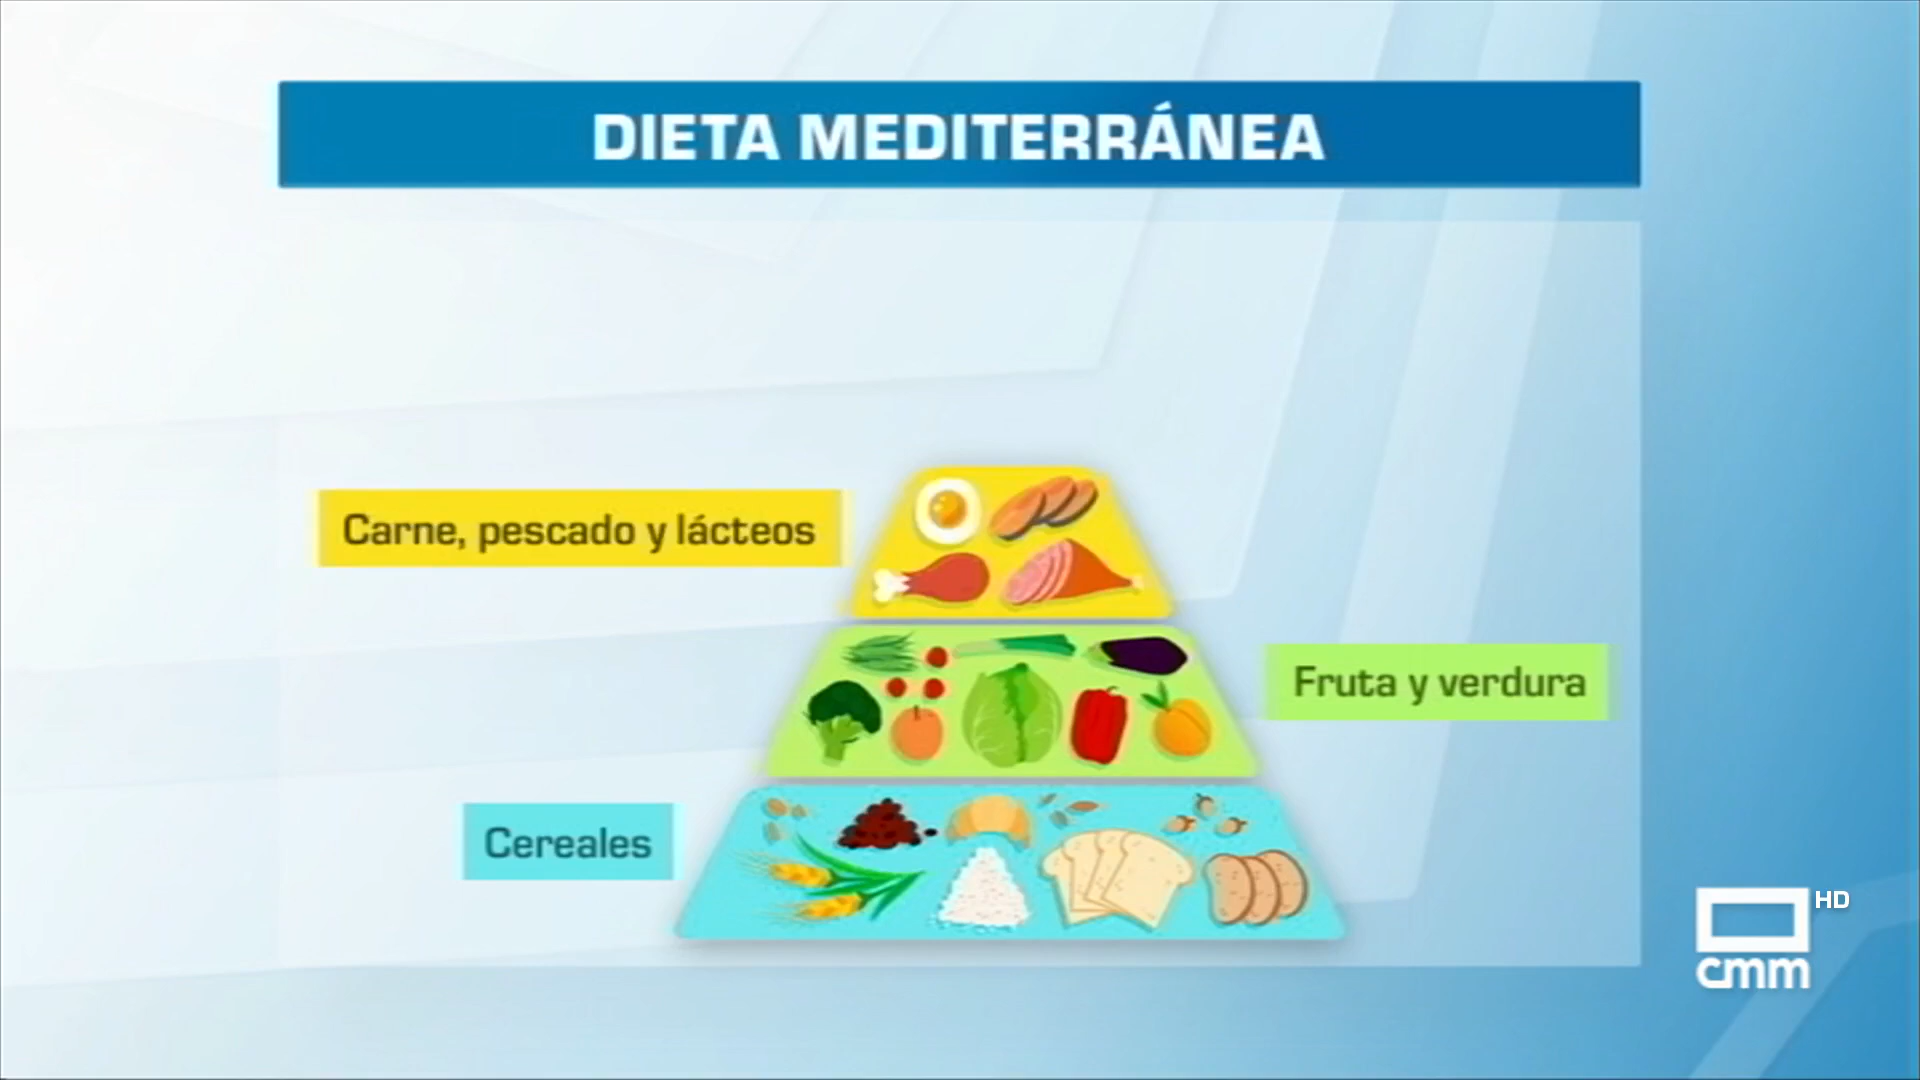 DIETA MEDITERRÁNEA
Carne, pescado y lácteos
Fruta y verdura
Cereales
HD
cmm